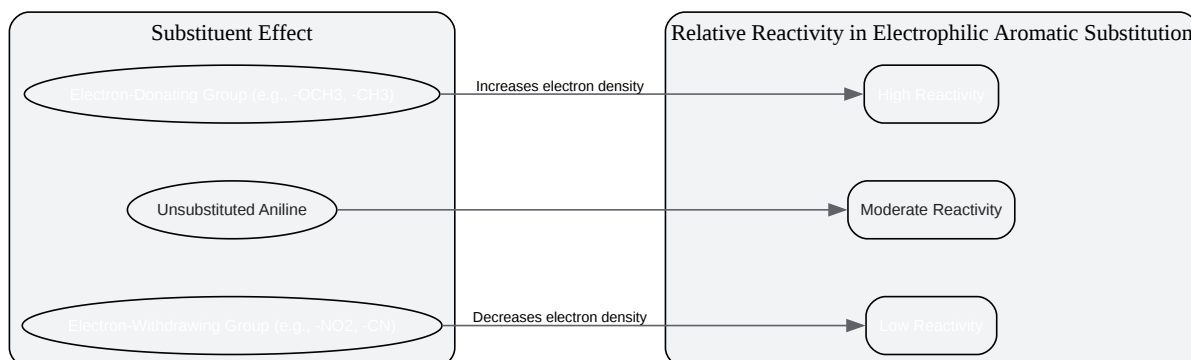 Substituent Effect
Relative Reactivity in Electrophilic Aromatic Substitution
Electron-Donating Group (e.g., -OCH3, -CH3)
Increases electron density
High Reactivity
Unsubstituted Aniline
Moderate Reactivity
Electron-Withdrawing Group (e.g., -NO2, -CN)
Decreases electron density
Low Reactivity